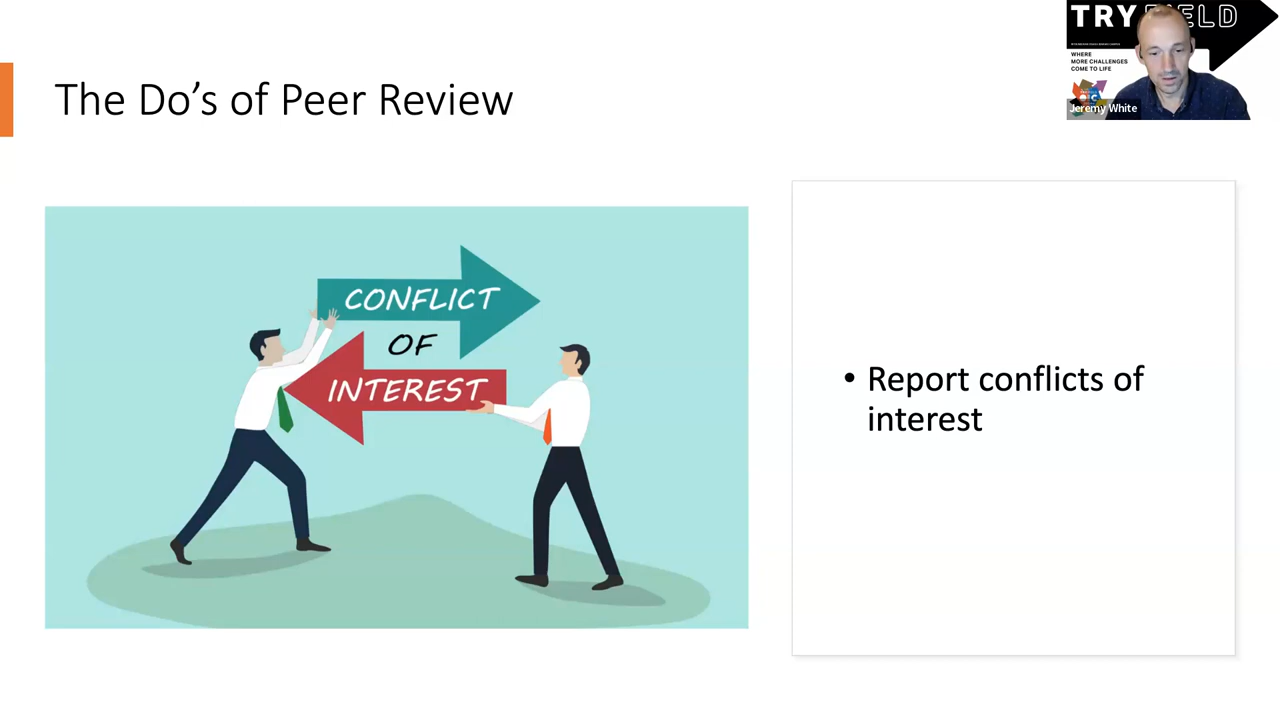 The Do’s of Peer Review
CONFLICT
OF
INTEREST
• Report conflicts of
interest
TRY
WHERE
MORE CHALLENGES
COME TO LIFE
Jeremy White